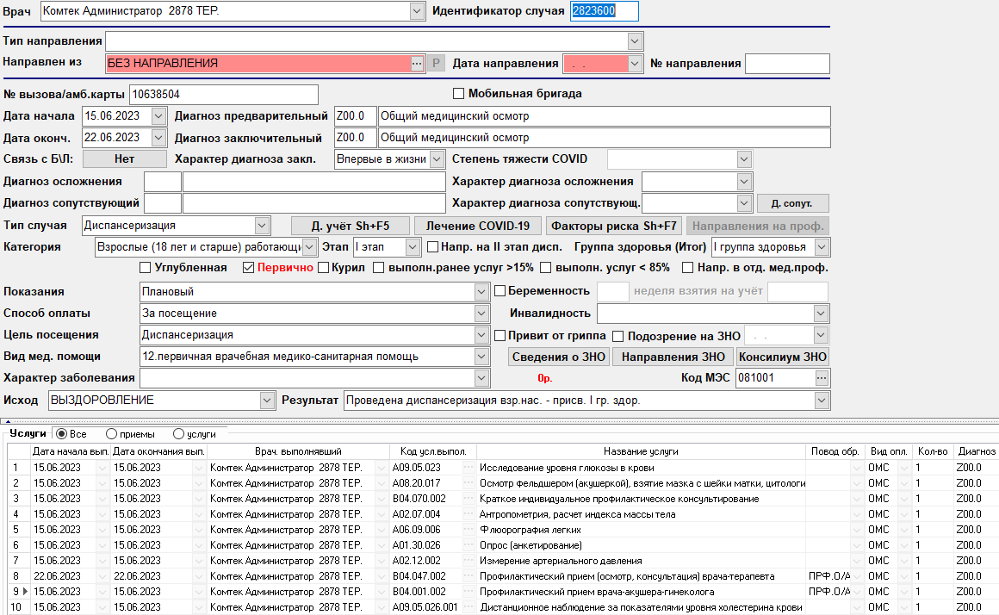 Врач Комтек Администратор 2878 ТЕР. Идентификатор случая 2823600
Тип направления
Направлен из БЕЗ НАПРАВЛЕНИЯ ... Р Дата направления . . № направления
№ вызова/амб.карты 10638504 Мобильная бригада
Дата начала 15.06.2023 Диагноз предварительный Z00.0 Общий медицинский осмотр
Дата оконч. 22.06.2023 Диагноз заключительный Z00.0 Общий медицинский осмотр
Связь с Б\Л: Нет Характер диагноза закл. Впервые в жизни Степень тяжести COVID
Диагноз осложнения Характер диагноза осложнения
Диагноз сопутствующий Характер диагноза сопутствующ. Д. сопут.
Тип случая Диспансеризация Д. учёт Sh+F5 Лечение COVID-19 Факторы риска Sh+F7 Направления на проф.
Категория Взрослые (18 лет и старше) работающи Этап I этап Напр. на II этап дисп. Группа здоровья (Итог) I группа здоровья
Углубленная Первично Курил выполн.ранее услуг >15% выполн. услуг < 85% Напр. в отд. мед.проф.
Показания Плановый Беременность неделя взятия на учёт
Способ оплаты За посещение Инвалидность
Цель посещения Диспансеризация Привит от гриппа Подозрение на ЗНО . .
Вид мед. помощи 12.первичная врачебная медико-санитарная помощь Сведения о ЗНО Направления ЗНО Консилиум ЗНО
Характер заболевания 0р. Код МЭС 081001 ...
Исход ВЫЗДОРОВЛЕНИЕ Результат Проведена диспансеризация взр.нас. - присв. I гр. здор.
Услуги Все приемы услуги
Дата начала вып. Дата окончания вып. Врач. выполнявший Код усл.выпол. Название услуги Повод обр. Вид опл. Кол-во Диагноз
1 15.06.2023 15.06.2023 Комтек Администратор 2878 ТЕР. A09.05.023 ... Исследование уровня глюкозы в крови ОМС 1 Z00.0
2 15.06.2023 15.06.2023 Комтек Администратор 2878 ТЕР. A08.20.017 ... Осмотр фельдшером (акушеркой), взятие мазка с шейки матки, цитологи ОМС 1 Z00.0
3 15.06.2023 15.06.2023 Комтек Администратор 2878 ТЕР. B04.070.002 ... Краткое индивидуальное профилактическое консультирование ОМС 1 Z00.0
4 15.06.2023 15.06.2023 Комтек Администратор 2878 ТЕР. A02.07.004 ... Антропометрия, расчет индекса массы тела ОМС 1 Z00.0
5 15.06.2023 15.06.2023 Комтек Администратор 2878 ТЕР. A06.09.006 ... Флюорография легких ОМС 1 Z00.0
6 15.06.2023 15.06.2023 Комтек Администратор 2878 ТЕР. A01.30.026 ... Опрос (анкетирование) ОМС 1 Z00.0
7 15.06.2023 15.06.2023 Комтек Администратор 2878 ТЕР. A02.12.002 ... Измерение артериального давления ОМС 1 Z00.0
8 22.06.2023 22.06.2023 Комтек Администратор 2878 ТЕР. B04.047.002 ... Профилактический прием (осмотр, консультация) врача-терапевта ПРФ.О/А ОМС 1 Z00.0
9 15.06.2023 15.06.2023 Комтек Администратор 2878 ТЕР. B04.001.002 ... Профилактический прием врача-акушера-гинеколога ПРФ.О/А ОМС 1 Z00.0
10 15.06.2023 15.06.2023 Комтек Администратор 2878 ТЕР. A09.05.026.001 ... Дистанционное наблюдение за показателями уровня холестерина крови ОМС 1 Z00.0